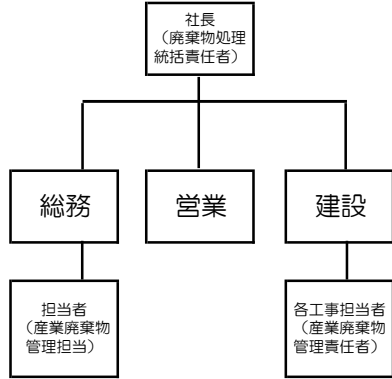 社長
（廃棄物処理
統括責任者）
総務
営業
建設
担当者
（産業廃棄物
管理担当）
各工事担当者
（産業廃棄物
管理責任者）